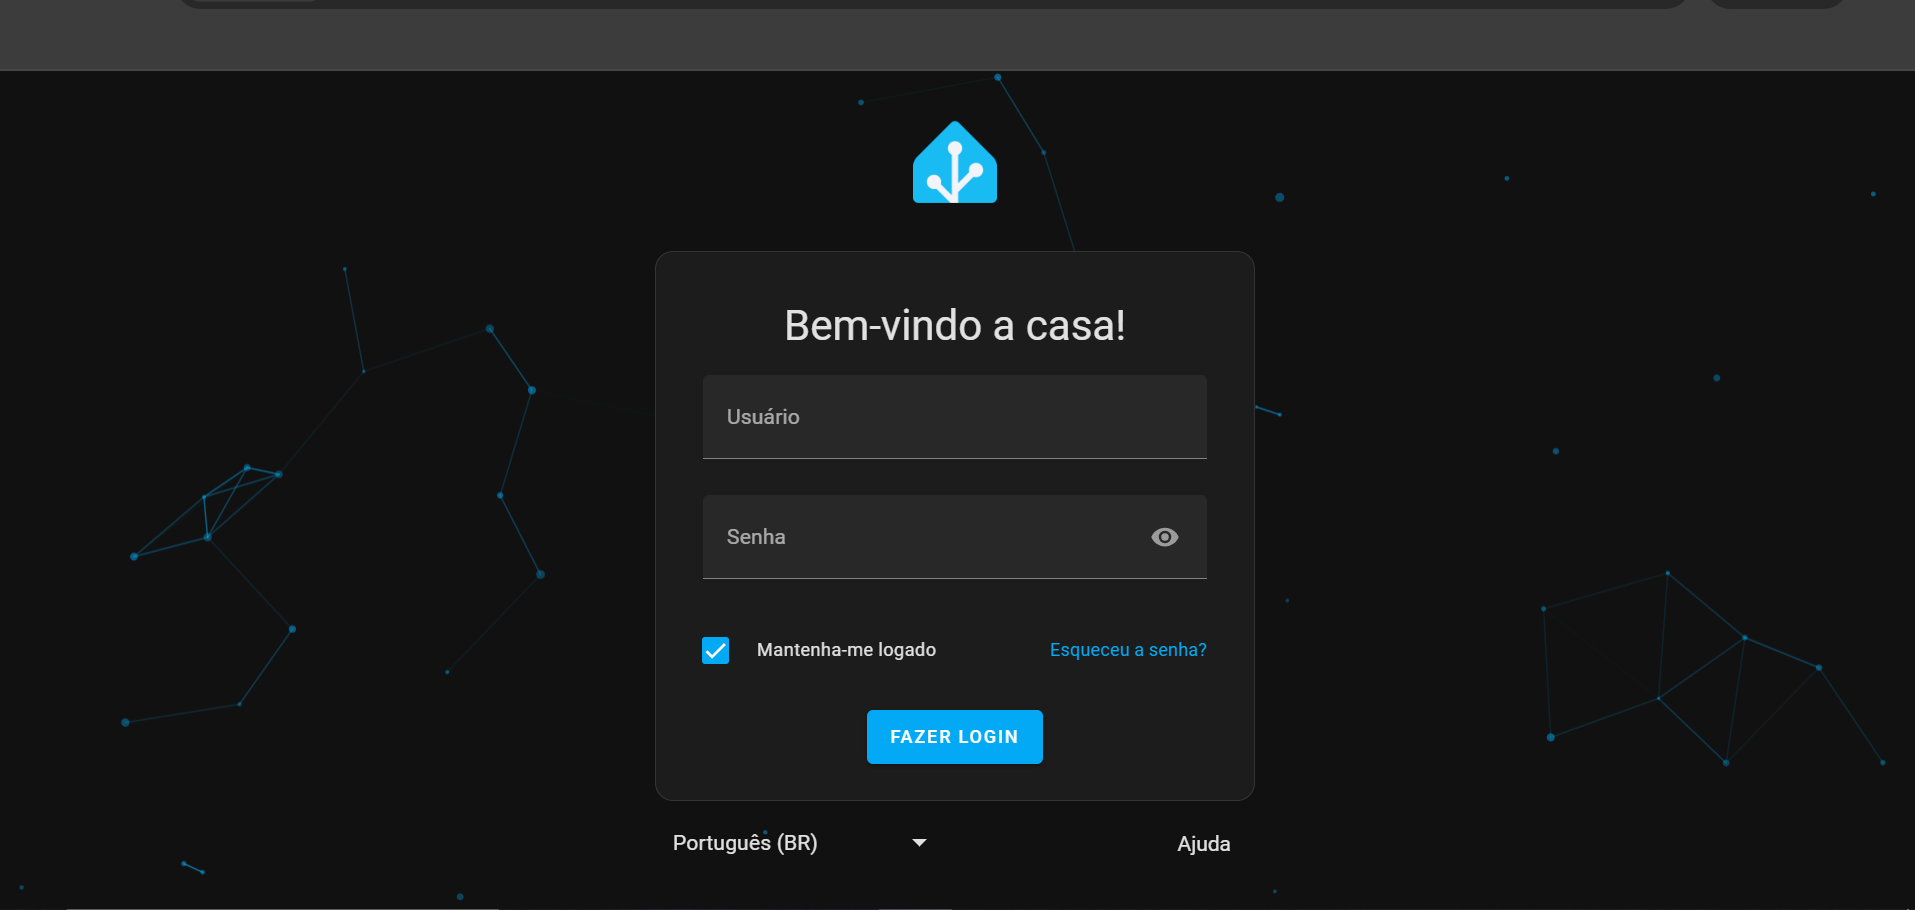 Bem-vindo a casa!
Usuário
Senha
Mantenha-me logado
Esqueceu a senha?
FAZER LOGIN
Português (BR)
Ajuda